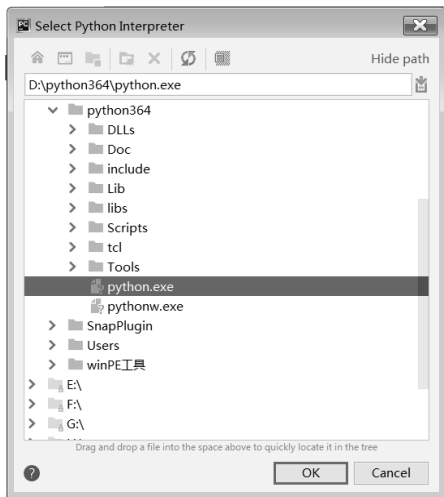 PC Select Python Interpreter
Hide path
D:\python364\python.exe
python364
DLLs
Doc
include
Lib
libs
Scripts
tcl
Tools
python.exe
pythonw.exe
SnapPlugin
Users
winPE工具
E:\
F:\
G:\
Drag and drop a file into the space above to quickly locate it in the tree
? OK Cancel